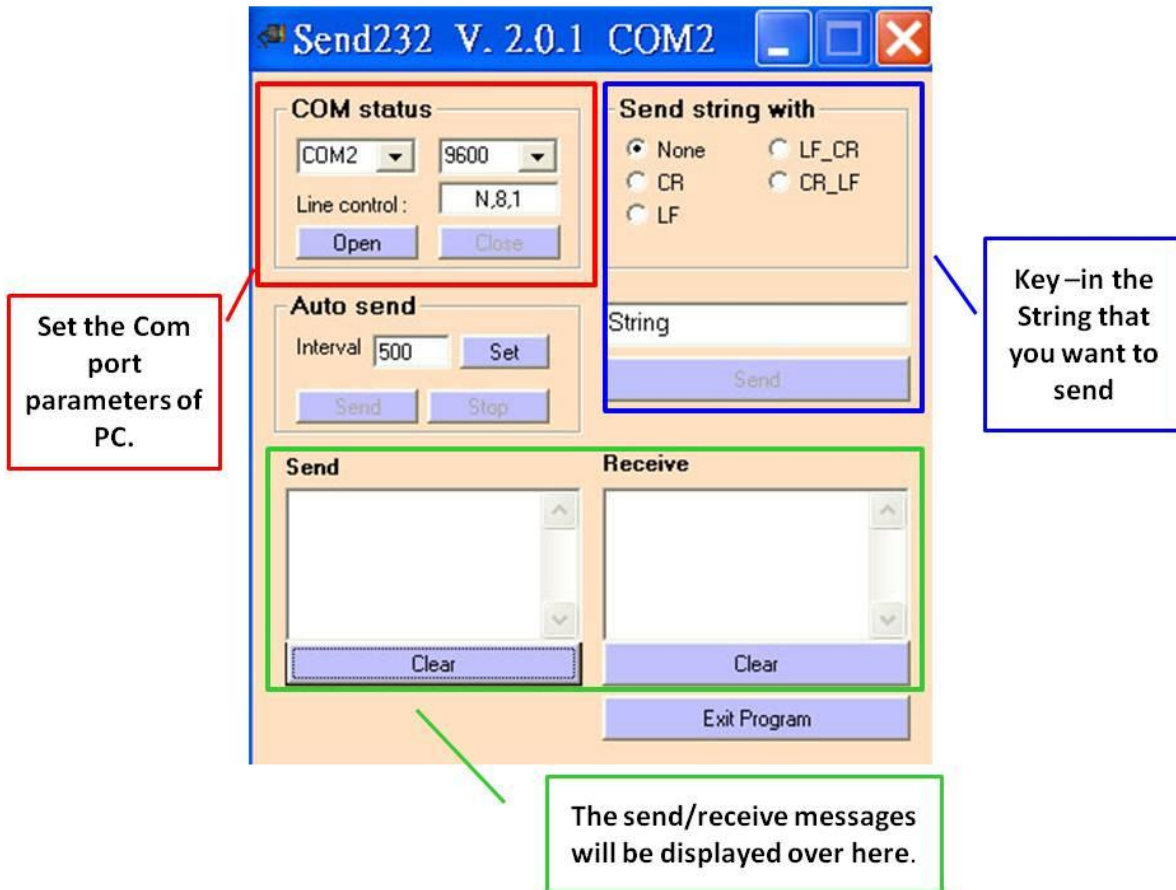 Send232 V. 2.0.1 COM2
COM status
COM2
9600
Line control :
N,8,1
Open
Close
Send string with
None
LF_CR
CR
CR_LF
LF
String
Send
Auto send
Interval
500
Set
Send
Stop
Send
Clear
Receive
Clear
Exit Program
Set the Com
port
parameters of
PC.
Key –in the
String that
you want to
send
The send/receive messages
will be displayed over here.